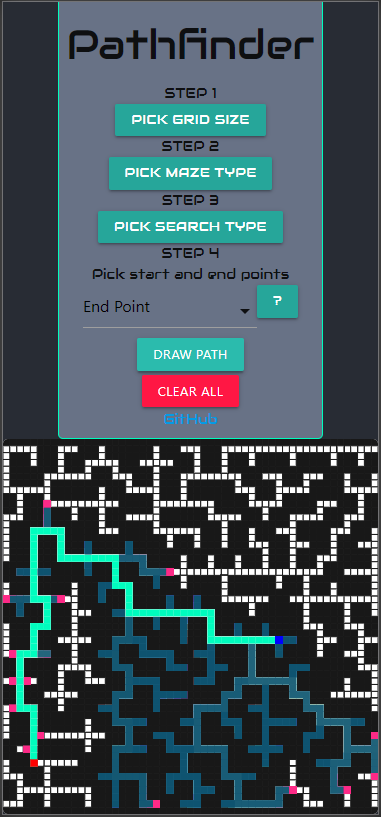 Pathfinder
STEP 1
PICK GRID SIZE
STEP 2
PICK MAZE TYPE
STEP 3
PICK SEARCH TYPE
STEP 4
Pick start and end points
End Point
?
DRAW PATH
CLEAR ALL
GitHub